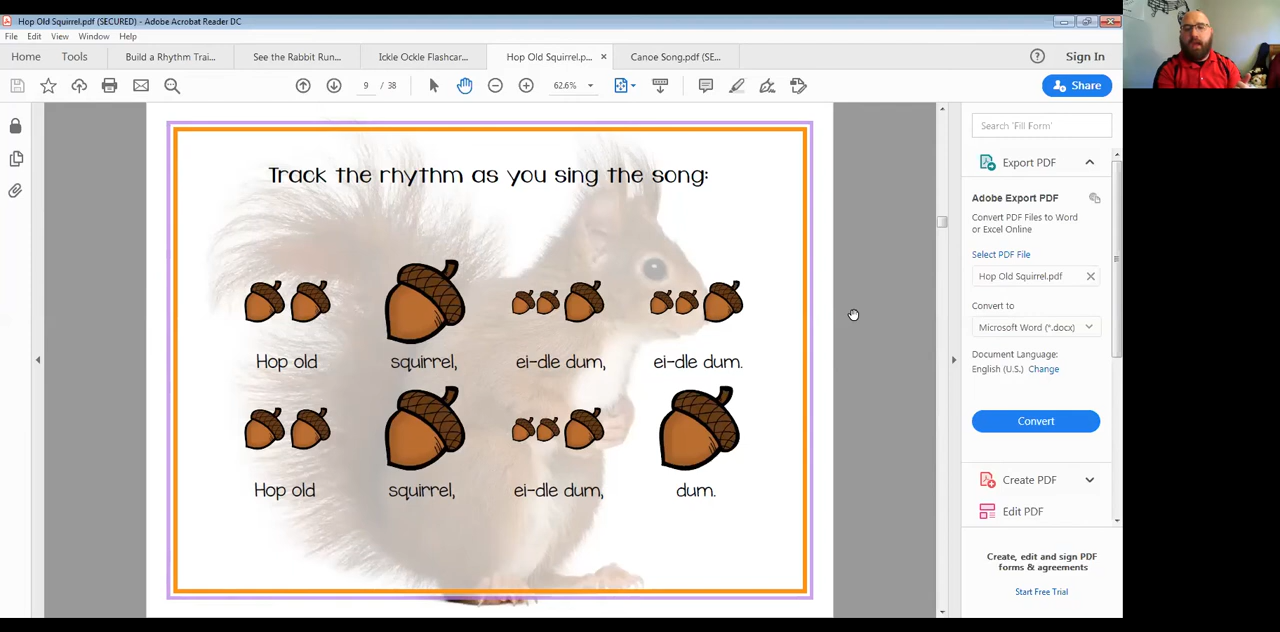 Hop Old Squirrel.pdf (SECURED) - Adobe Acrobat Reader DC
File Edit View Window Help
Home Tools Build a Rhythm Trai... See the Rabbit Run... Ickle Ockle Flashcar... Hop Old Squirrel.p... × Canoe Song.pdf (SE... Sign In
9 / 38 62.6% Share
Track the rhythm as you sing the song:
Hop old squirrel, ei-dle dum, ei-dle dum.
Hop old squirrel, ei-dle dum, dum.
Search 'Fill Form'
Export PDF
Adobe Export PDF
Convert PDF Files to Word
or Excel Online
Select PDF File
Hop Old Squirrel.pdf
Convert to
Microsoft Word (*.docx)
Document Language:
English (U.S.) Change
Convert
Create PDF
Edit PDF
Create, edit and sign PDF
forms & agreements
Start Free Trial